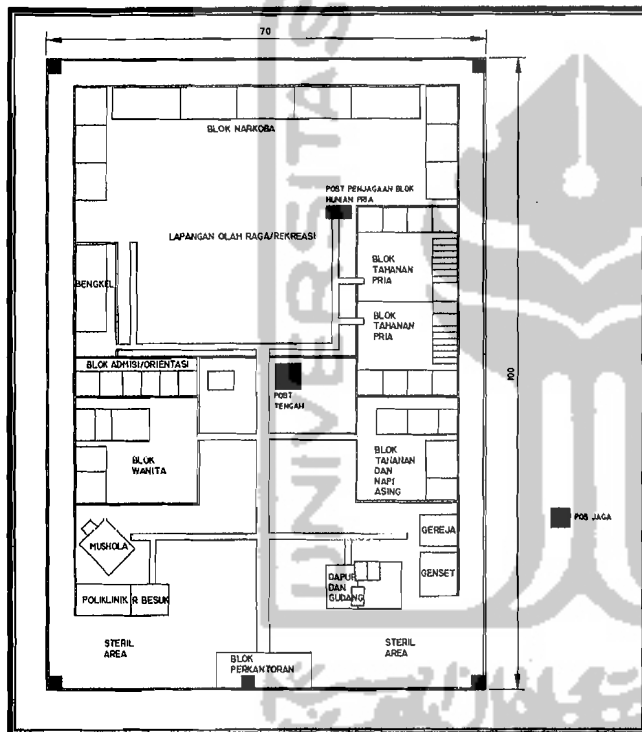 70
BLOK NARKOBA
POST PENJAGAAN BLOK
HUNIAN PRIA
LAPANGAN OLAH RAGA/REKREASI
BENGKEL
BLOK
TAHANAN
PRIA
BLOK
TAHANAN
PRIA
100
BLOK ADMISI/ORIENTASI
POST
TENGAH
BLOK
WANITA
BLOK
TAHANAN
DAN
NAPI
ASING
POS JAGA
MUSHOLA
GEREJA
GENSET
POLIKLINIK
R BESUK
DAPUR
DAN
GUDANG
STERIL
AREA
STERIL
AREA
BLOK
PERKANTORAN
UNIVERSITAS